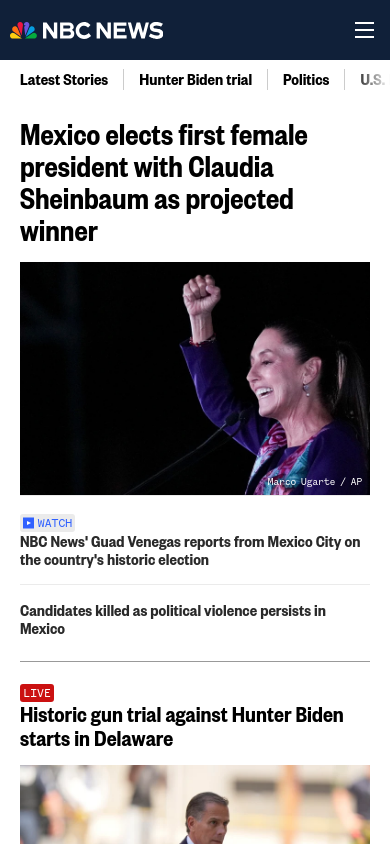 NBC NEWS
Latest Stories
Hunter Biden trial
Politics
U.S.
Mexico elects first female
president with Claudia
Sheinbaum as projected
winner
Marco Ugarte / AP
WATCH
NBC News' Guad Venegas reports from Mexico City on
the country's historic election
Candidates killed as political violence persists in
Mexico
LIVE
Historic gun trial against Hunter Biden
starts in Delaware